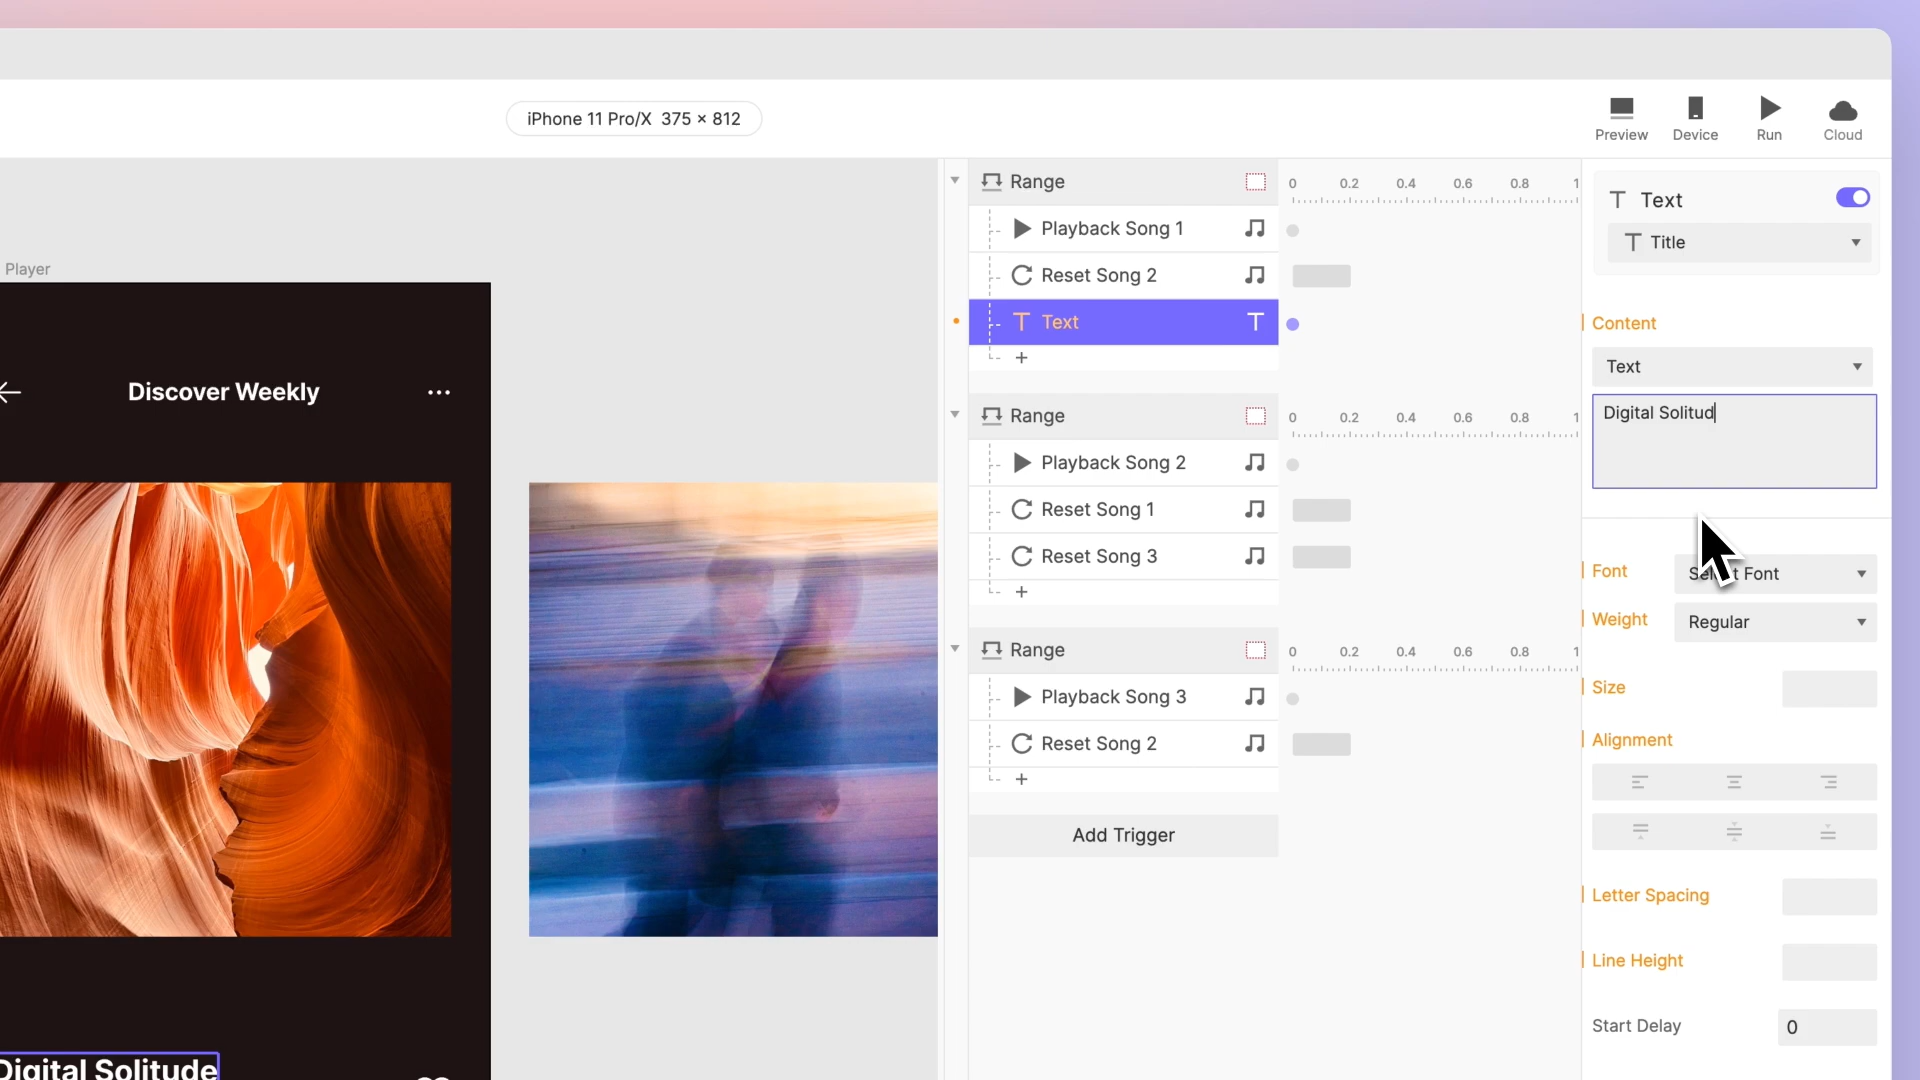 iPhone 11 Pro/X 375 × 812
Preview
Device
Run
Cloud
Player
Discover Weekly
Digital Solitude
Range
0 0.2 0.4 0.6 0.8 1
Playback Song 1
Reset Song 2
Text
Range
0 0.2 0.4 0.6 0.8 1
Playback Song 2
Reset Song 1
Reset Song 3
Range
0 0.2 0.4 0.6 0.8 1
Playback Song 3
Reset Song 2
Add Trigger
Text
Title
Content
Text
Digital Solitud
Font
Font
Weight
Regular
Size
Alignment
Letter Spacing
Line Height
Start Delay
0